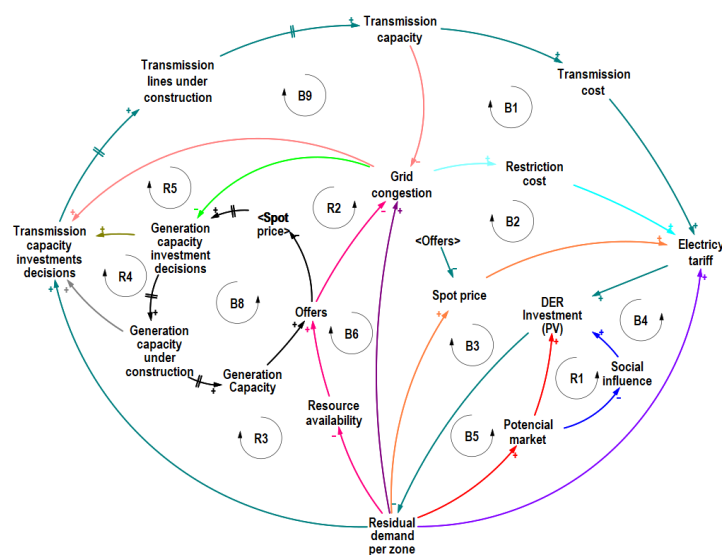 Transmission
capacity
Transmission
lines under
construction
B9
B1
Transmission
cost
Grid
congestion
Restriction
cost
R5
R2
B2
Transmission
capacity
investments
decisions
Generation
capacity
investment
decisions
<Spot
price>
<Offers>
Electricy
tariff
R4
B8
Offers
Spot price
DER
Investment
(PV)
B6
B3
B4
Generation
capacity
under
construction
Generation
Capacity
R1
Social
influence
Resource
availability
R3
B5
Potencial
market
Residual
demand
per zone